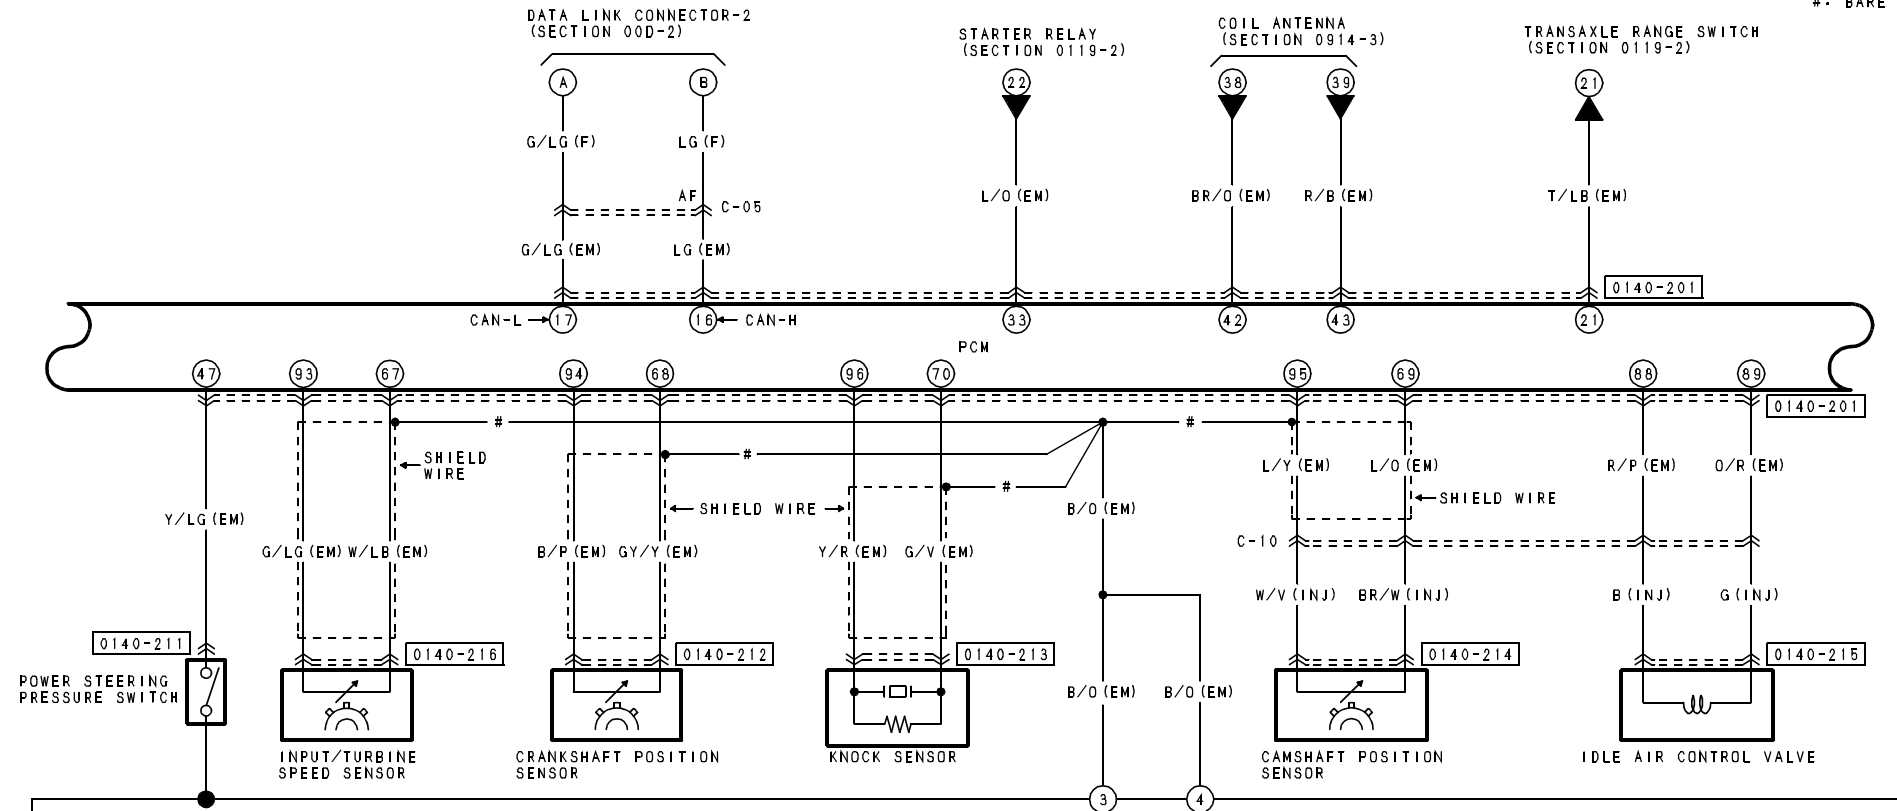 #: BARE
DATA LINK CONNECTOR-2
(SECTION 00D-2)
STARTER RELAY
(SECTION 0119-2)
COIL ANTENNA
(SECTION 0914-3)
TRANSAXLE RANGE SWITCH
(SECTION 0119-2)
A
B
22
38
39
21
G/LG(F)
LG(F)
AF
C-05
L/O(EM)
BR/O(EM)
R/B(EM)
T/LB(EM)
G/LG(EM)
LG(EM)
0140-201
CAN-L
17
16
CAN-H
33
42
43
21
PCM
47
93
67
94
68
96
70
95
69
88
89
0140-201
#
#
#
#
SHIELD
WIRE
SHIELD WIRE
SHIELD WIRE
L/Y(EM)
L/O(EM)
R/P(EM)
O/R(EM)
B/O(EM)
Y/LG(EM)
G/LG(EM)
W/LB(EM)
B/P(EM)
GY/Y(EM)
Y/R(EM)
G/V(EM)
C-10
W/V(INJ)
BR/W(INJ)
B(INJ)
G(INJ)
0140-211
0140-216
0140-212
0140-213
0140-214
0140-215
POWER STEERING
PRESSURE SWITCH
B/O(EM)
B/O(EM)
INPUT/TURBINE
SPEED SENSOR
CRANKSHAFT POSITION
SENSOR
KNOCK SENSOR
CAMSHAFT POSITION
SENSOR
IDLE AIR CONTROL VALVE
3
4